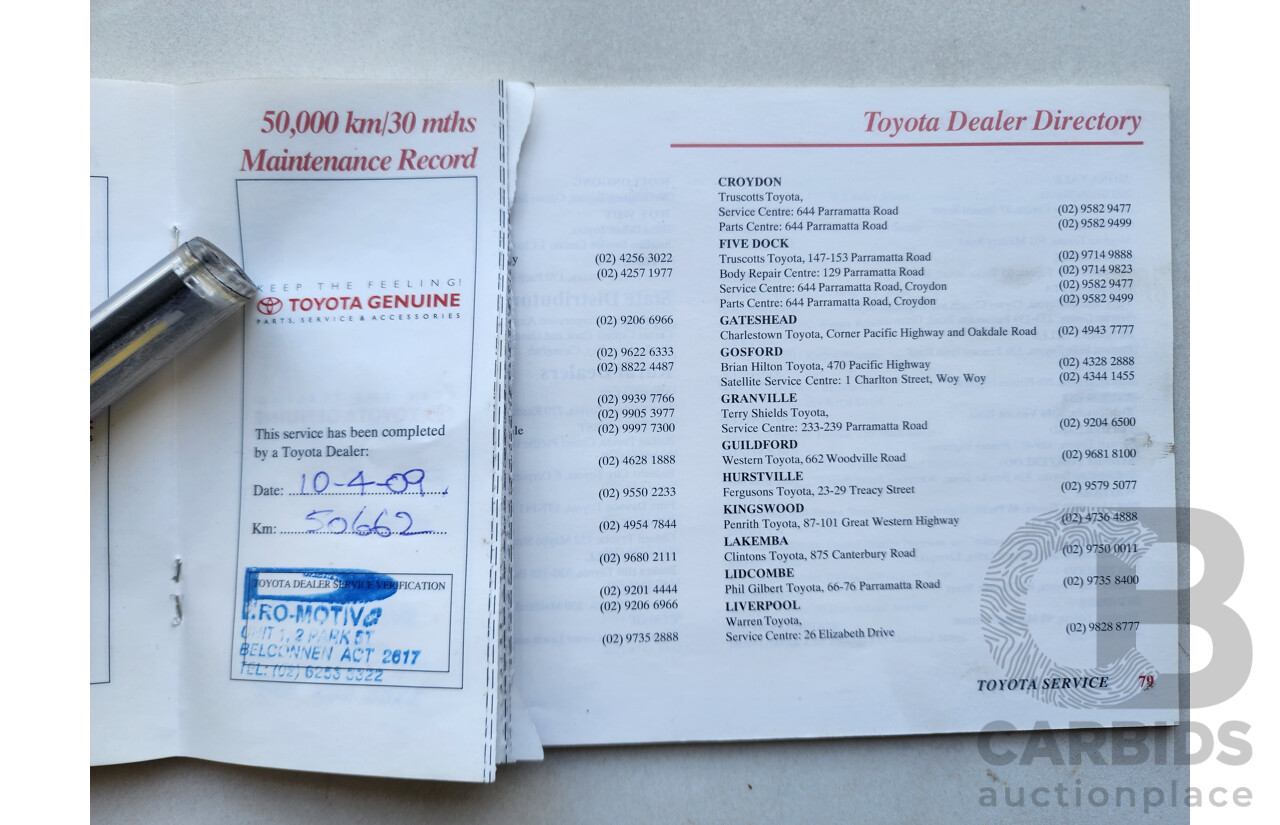 50,000 km/30 mths
Maintenance Record
KEEP THE FEELING!
TOYOTA GENUINE
PARTS, SERVICE & ACCESSORIES
This service has been completed
by a Toyota Dealer:
Date: 10-4-09
Km: 50662
TOYOTA DEALER SERVICE VERIFICATION
RO-MOTIVE
UNIT 1, 2 PARK ST
BELCONNEN ACT 2617
TEL: (02) 6253 5322
y (02) 4256 3022
(02) 4257 1977
(02) 9206 6966
(02) 9622 6333
(02) 8822 4487
(02) 9939 7766
(02) 9905 3977
le (02) 9997 7300
(02) 4628 1888
(02) 9550 2233
(02) 4954 7844
(02) 9680 2111
(02) 9201 4444
(02) 9206 6966
(02) 9735 2888
Toyota Dealer Directory
CROYDON
Truscotts Toyota,
Service Centre: 644 Parramatta Road (02) 9582 9477
Parts Centre: 644 Parramatta Road (02) 9582 9499
FIVE DOCK
Truscotts Toyota, 147-153 Parramatta Road (02) 9714 9888
Body Repair Centre: 129 Parramatta Road (02) 9714 9823
Service Centre: 644 Parramatta Road, Croydon (02) 9582 9477
Parts Centre: 644 Parramatta Road, Croydon (02) 9582 9499
GATESHEAD
Charlestown Toyota, Corner Pacific Highway and Oakdale Road (02) 4943 7777
GOSFORD
Brian Hilton Toyota, 470 Pacific Highway (02) 4328 2888
Satellite Service Centre: 1 Charlton Street, Woy Woy (02) 4344 1455
GRANVILLE
Terry Shields Toyota,
Service Centre: 233-239 Parramatta Road (02) 9204 6500
GUILDFORD
Western Toyota, 662 Woodville Road (02) 9681 8100
HURSTVILLE
Fergusons Toyota, 23-29 Treacy Street (02) 9579 5077
KINGSWOOD
Penrith Toyota, 87-101 Great Western Highway (02) 4736 4888
LAKEMBA
Clintons Toyota, 875 Canterbury Road (02) 9750 0011
LIDCOMBE
Phil Gilbert Toyota, 66-76 Parramatta Road (02) 9735 8400
LIVERPOOL
Warren Toyota,
Service Centre: 26 Elizabeth Drive (02) 9828 8777
TOYOTA SERVICE 79
CB
CARBIDS
auctionplace